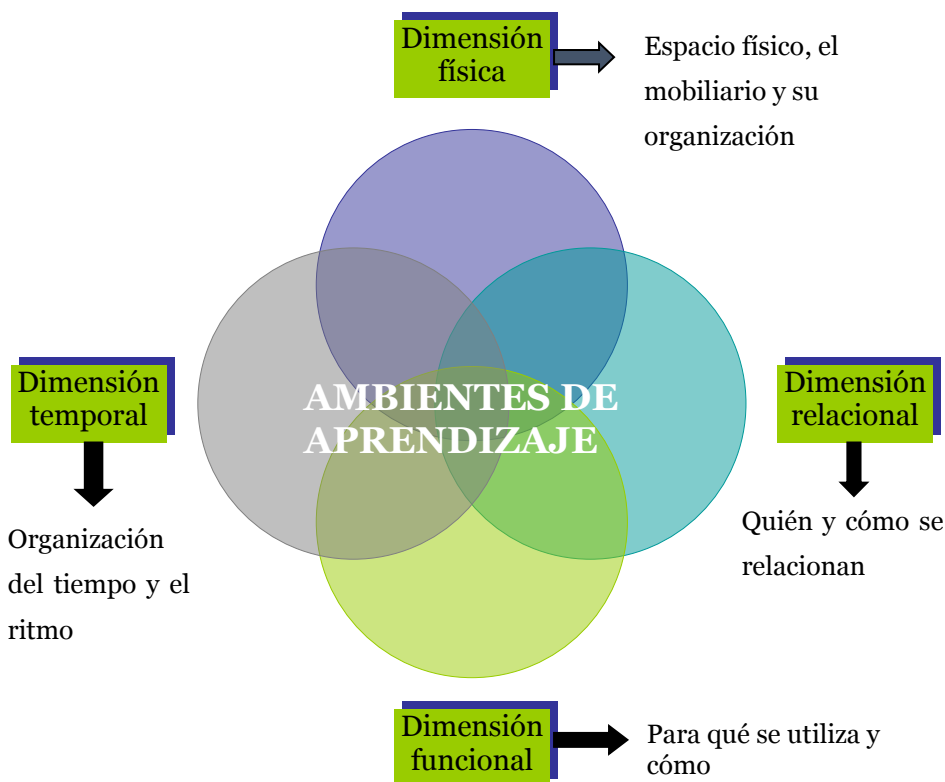 Dimensión
física
Espacio físico, el
mobiliario y su
organización
AMBIENTES DE
APRENDIZAJE
Dimensión
temporal
Organización
del tiempo y el
ritmo
Dimensión
relacional
Quién y cómo se
relacionan
Dimensión
funcional
Para qué se utiliza y
cómo